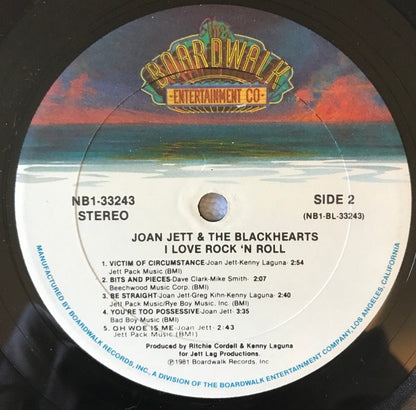 The
BOARDWALK
ENTERTAINMENT CO
NB1-33243
STEREO
SIDE 2
(NB1-BL-33243)
JOAN JETT & THE BLACKHEARTS
I LOVE ROCK 'N ROLL
1. VICTIM OF CIRCUMSTANCE-Joan Jett-Kenny Laguna- 2:54
Jett Pack Music (BMI)
2. BITS AND PIECES-Dave Clark-Mike Smith- 2:07
Beechwood Music Corp. (BMI)
3. BE STRAIGHT-Joan Jett-Greg Kihn-Kenny Laguna- 2:40
Jett Pack Music/Rye Boy Music. Inc. (BMI)
4. YOU'RE TOO POSSESSIVE-Joan Jett- 3:35
Bad Boy Music (BMI)
5. OH WOE IS ME-Joan Jett- 2:43
Jett Pack Music (BMI)
Produced by Ritchie Cordell & Kenny Laguna
for Jett Lag Productions.
℗1981 Boardwalk Records, Inc.
MANUFACTURED BY BOARDWALK RECORDS, INC., A DIVISION OF THE BOARDWALK ENTERTAINMENT COMPANY, LOS ANGELES, CALIFORNIA